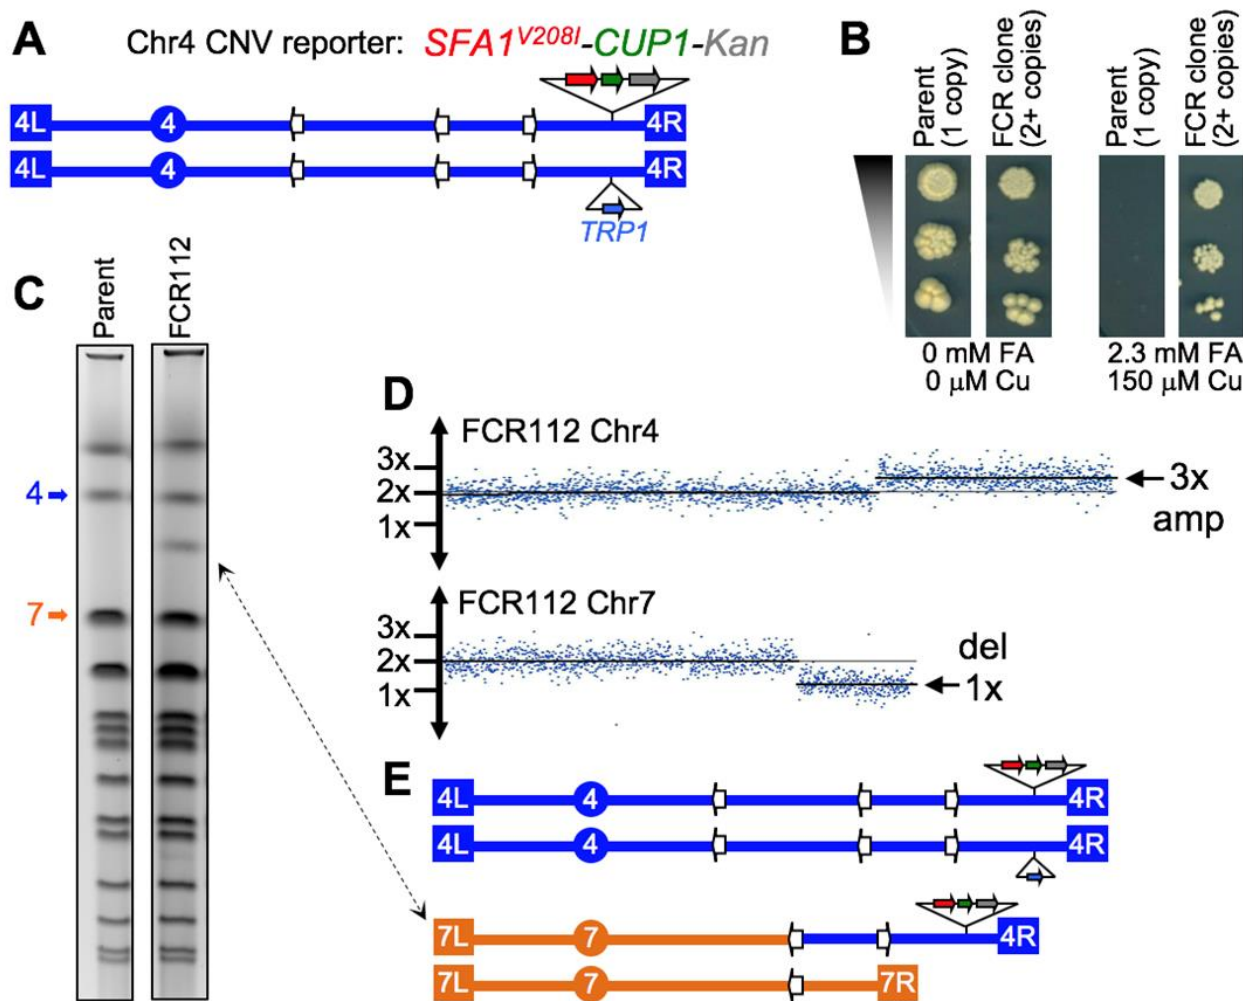 A
Chr4 CNV reporter: SFA1V208I-CUP1-Kan
4L 4 4R
4L 4 4R
TRP1
B
Parent (1 copy)
FCR clone (2+ copies)
Parent (1 copy)
FCR clone (2+ copies)
0 mM FA
0 μM Cu
2.3 mM FA
150 μM Cu
C
Parent
FCR112
4
7
D
FCR112 Chr4
3x
2x
1x
3x
amp
FCR112 Chr7
3x
2x
1x
del
1x
E
4L 4 4R
4L 4 4R
7L 7 4R
7L 7 7R